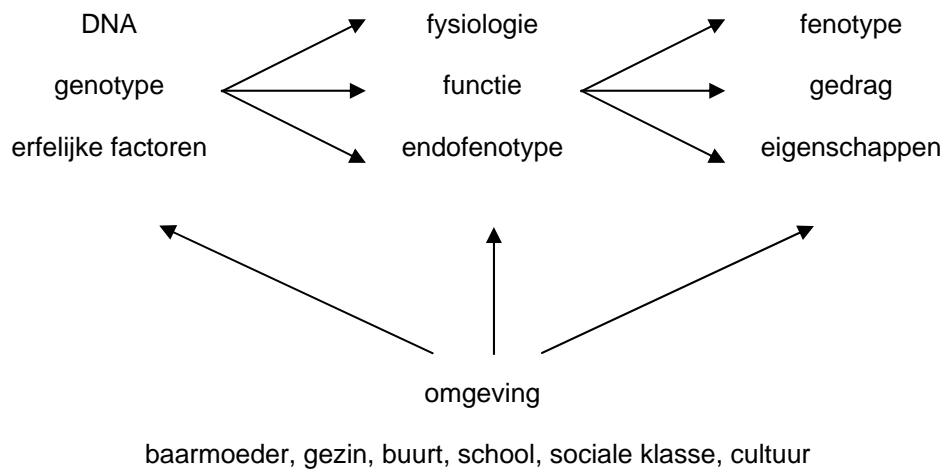 DNA fysiologie fenotype
genotype functie gedrag
erfelijke factoren endofenotype eigenschappen
omgeving
baarmoeder, gezin, buurt, school, sociale klasse, cultuur